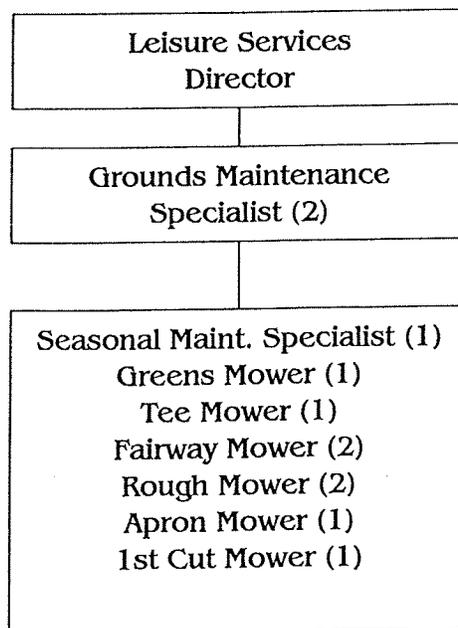 Leisure Services
Director
Grounds Maintenance
Specialist (2)
Seasonal Maint. Specialist (1)
Greens Mower (1)
Tee Mower (1)
Fairway Mower (2)
Rough Mower (2)
Apron Mower (1)
1st Cut Mower (1)